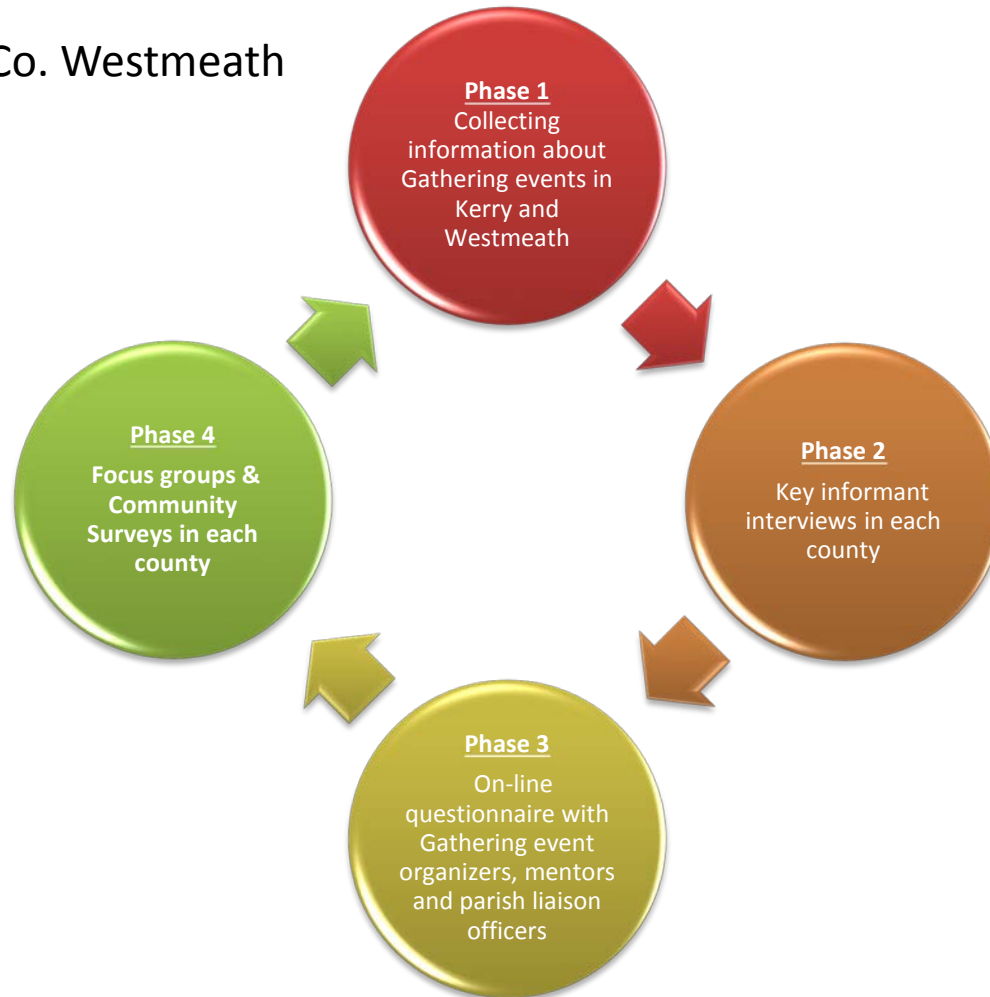 Co. Westmeath
Phase 1
Collecting
information about
Gathering events in
Kerry and
Westmeath
Phase 2
Key informant
interviews in each
county
Phase 3
On-line
questionnaire with
Gathering event
organizers, mentors
and parish liaison
officers
Phase 4
Focus groups &
Community
Surveys in each
county